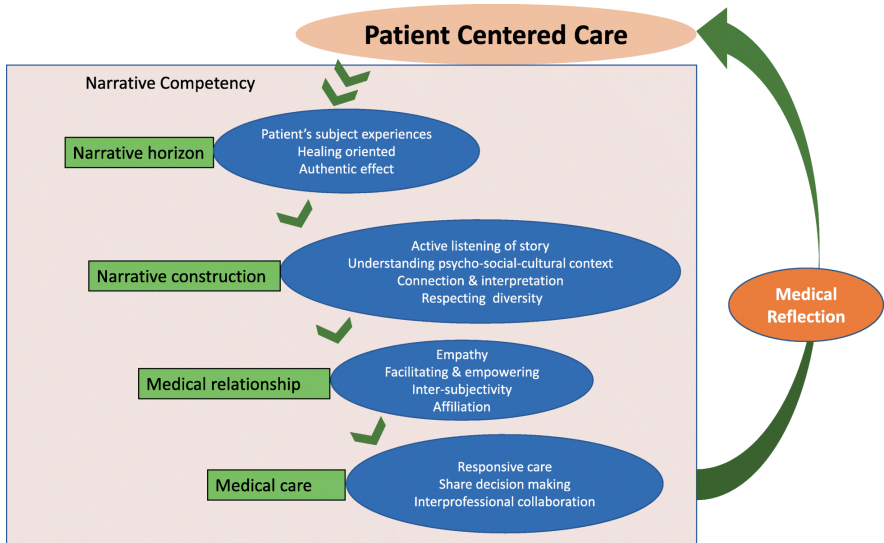 Patient Centered Care
Narrative Competency
Narrative horizon
Patient's subject experiences
Healing oriented
Authentic effect
Narrative construction
Active listening of story
Understanding psycho-social-cultural context
Connection & interpretation
Respecting diversity
Medical relationship
Empathy
Facilitating & empowering
Inter-subjectivity
Affiliation
Medical care
Responsive care
Share decision making
Interprofessional collaboration
Medical
Reflection